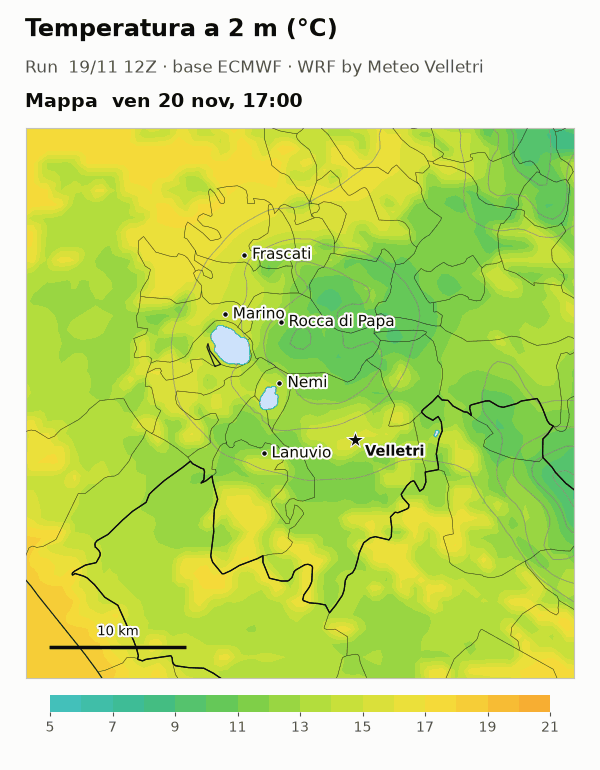 Temperatura a 2 m (°C)
Run  19/11 12Z · base ECMWF · WRF by Meteo Velletri
Mappa  ven 20 nov, 17:00
Frascati
Marino
Rocca di Papa
Nemi
Velletri
Lanuvio
10 km
5 7 9 11 13 15 17 19 21